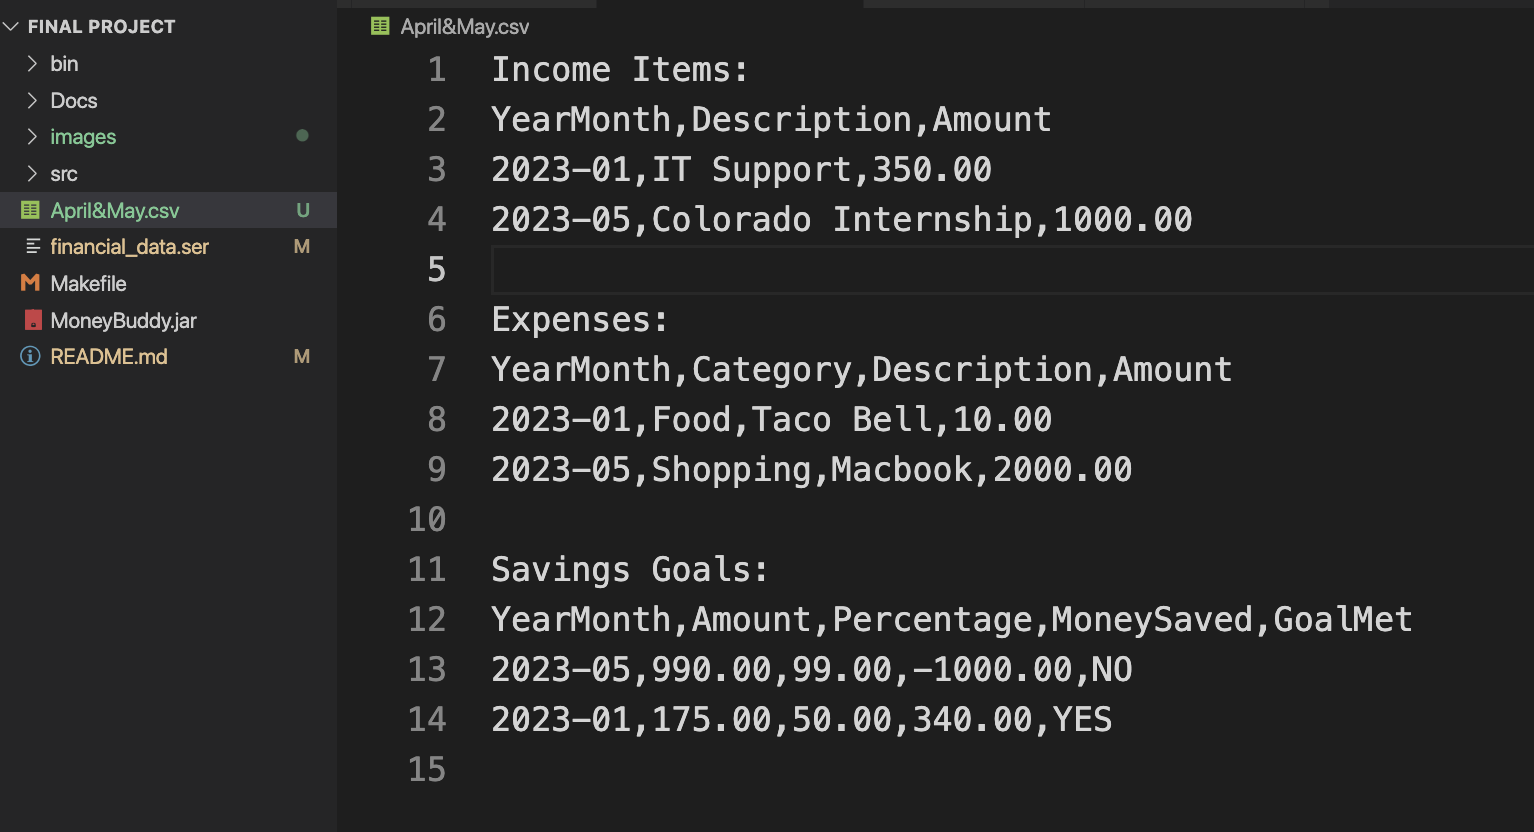 FINAL PROJECT
bin
Docs
images
src
April&May.csv U
financial_data.ser M
Makefile
MoneyBuddy.jar
README.md M
April&May.csv
1 Income Items:
2 YearMonth,Description,Amount
3 2023-01,IT Support,350.00
4 2023-05,Colorado Internship,1000.00
5
6 Expenses:
7 YearMonth,Category,Description,Amount
8 2023-01,Food,Taco Bell,10.00
9 2023-05,Shopping,Macbook,2000.00
10
11 Savings Goals:
12 YearMonth,Amount,Percentage,MoneySaved,GoalMet
13 2023-05,990.00,99.00,-1000.00,NO
14 2023-01,175.00,50.00,340.00,YES
15